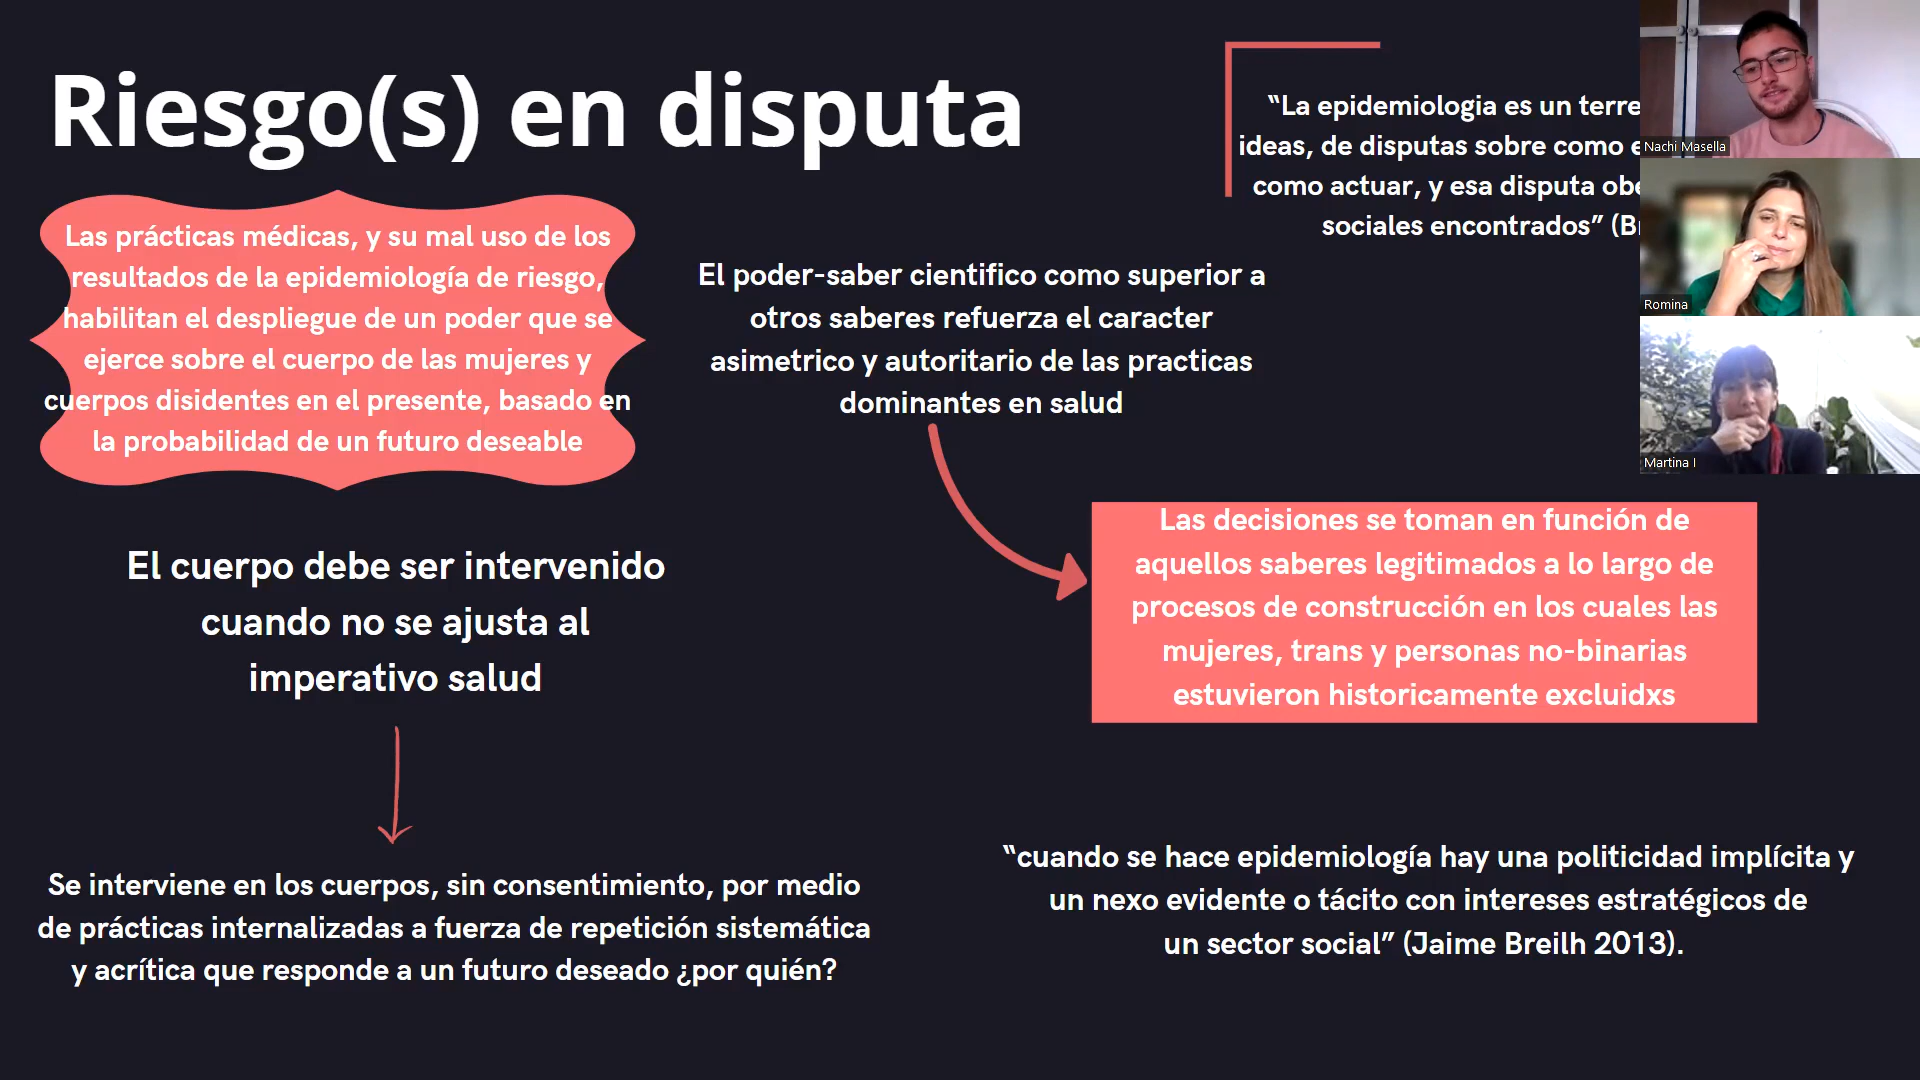 Riesgo(s) en disputa
“La epidemiologia es un
ideas, de disputas sobre como
como actuar, y esa disputa
sociales encontrados”
Las prácticas médicas, y su mal uso de los
resultados de la epidemiología de riesgo,
habilitan el despliegue de un poder que se
ejerce sobre el cuerpo de las mujeres y
cuerpos disidentes en el presente, basado en
la probabilidad de un futuro deseable
El poder-saber cientifico como superior a
otros saberes refuerza el caracter
asimetrico y autoritario de las practicas
dominantes en salud
Las decisiones se toman en función de
aquellos saberes legitimados a lo largo de
procesos de construcción en los cuales las
mujeres, trans y personas no-binarias
estuvieron historicamente excluidxs
El cuerpo debe ser intervenido
cuando no se ajusta al
imperativo salud
Se interviene en los cuerpos, sin consentimiento, por medio
de prácticas internalizadas a fuerza de repetición sistemática
y acrítica que responde a un futuro deseado ¿por quién?
“cuando se hace epidemiología hay una politicidad implícita y
un nexo evidente o tácito con intereses estratégicos de
un sector social” (Jaime Breilh 2013).
Nachi Masella
Romina
Martina I